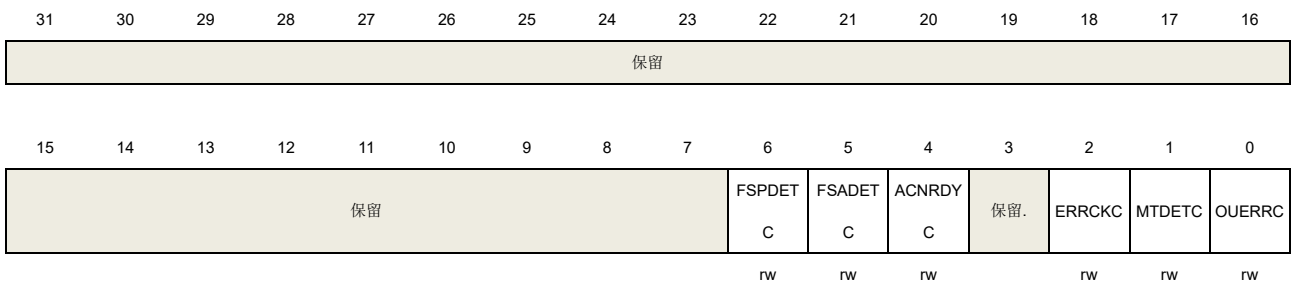 31 30 29 28 27 26 25 24 23 22 21 20 19 18 17 16
保留
15 14 13 12 11 10 9 8 7 6 5 4 3 2 1 0
保留 FSPDET C FSADET C ACNRDY C 保留. ERRCKC MTDETC OUERRC
rw rw rw rw rw rw